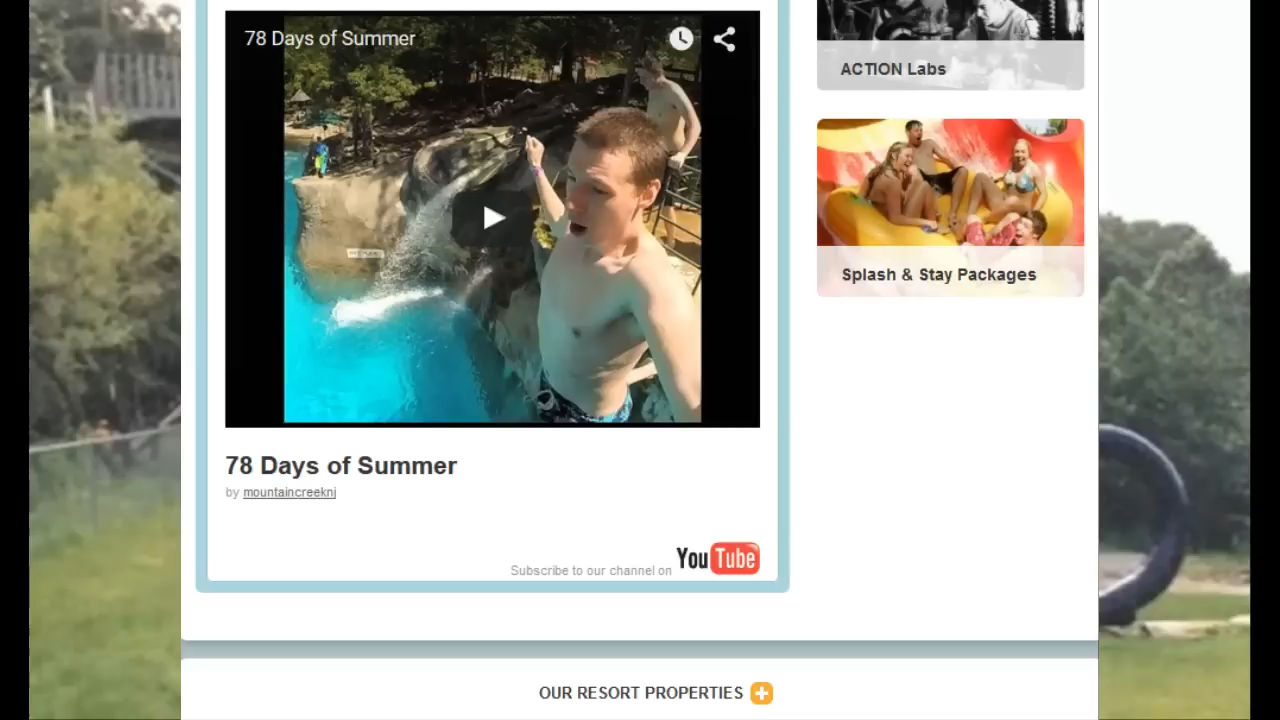 78 Days of Summer
ACTION Labs
Splash & Stay Packages
78 Days of Summer
by mountaincreeknj
Subscribe to our channel on YouTube
OUR RESORT PROPERTIES